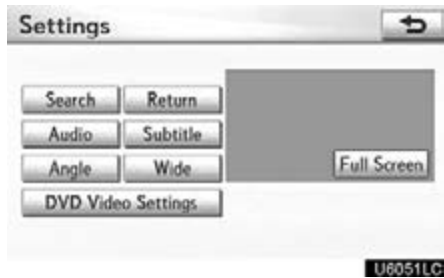 Settings
Search Return
Audio Subtitle
Angle Wide
Full Screen
DVD Video Settings
U6051LC